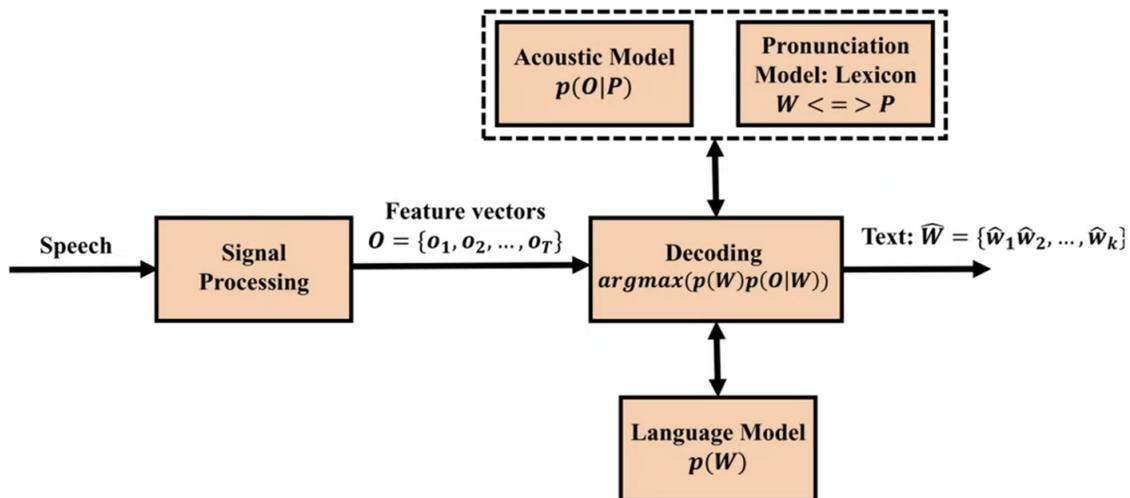 Acoustic Model
p(O|P)
Pronunciation
Model: Lexicon
W < = > P
Speech
Signal
Processing
Feature vectors
O = {o₁, o₂, ..., o_T}
Decoding
argmax(p(W)p(O|W))
Text: Ŵ = {ŵ₁ŵ₂, ..., ŵₖ}
Language Model
p(W)